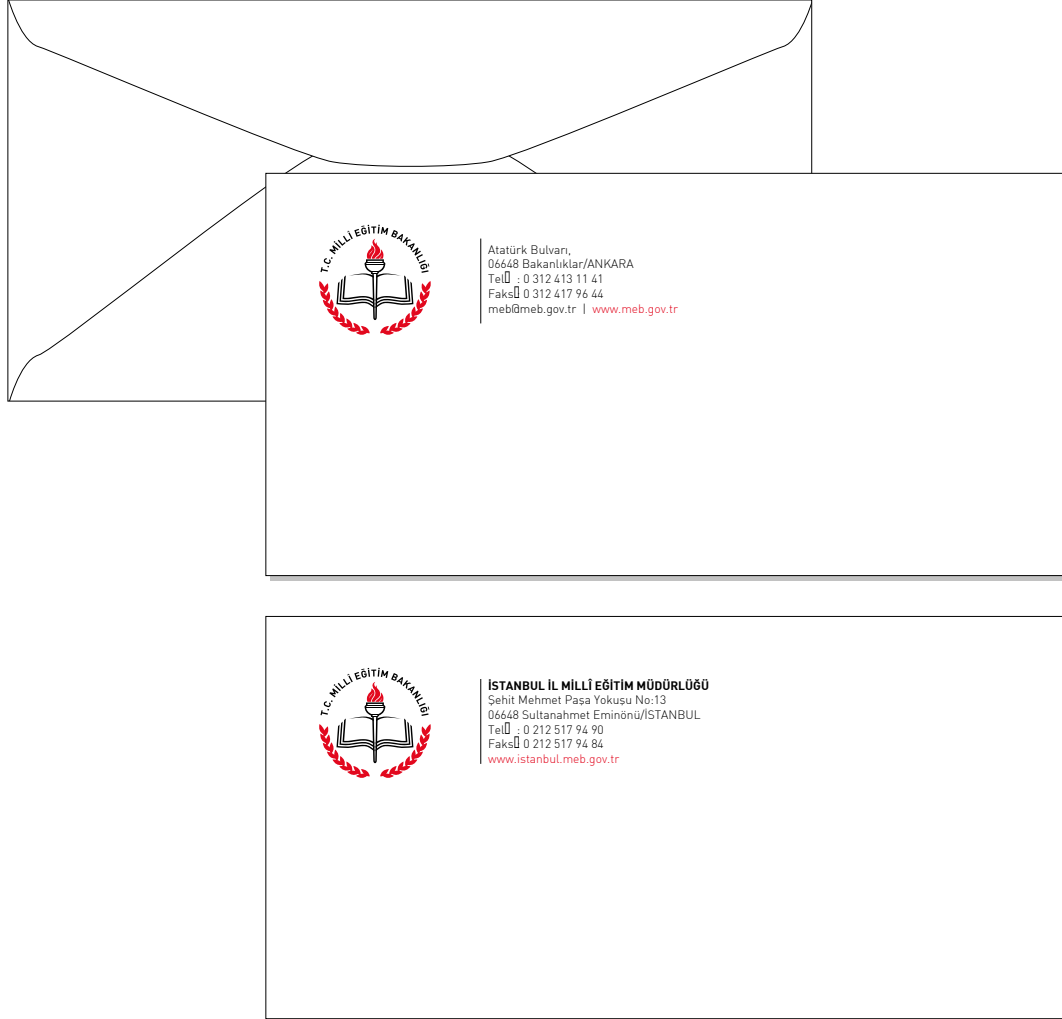 T.C. MİLLÎ EĞİTİM BAKANLIĞI
Atatürk Bulvarı,
06648 Bakanlıklar/ANKARA
Tel : 0 312 413 11 41
Faks 0 312 417 96 44
meb@meb.gov.tr | www.meb.gov.tr
T.C. MİLLÎ EĞİTİM BAKANLIĞI
İSTANBUL İL MİLLÎ EĞİTİM MÜDÜRLÜĞÜ
Şehit Mehmet Paşa Yokuşu No:13
06648 Sultanahmet Eminönü/İSTANBUL
Tel : 0 212 517 94 90
Faks 0 212 517 94 84
www.istanbul.meb.gov.tr